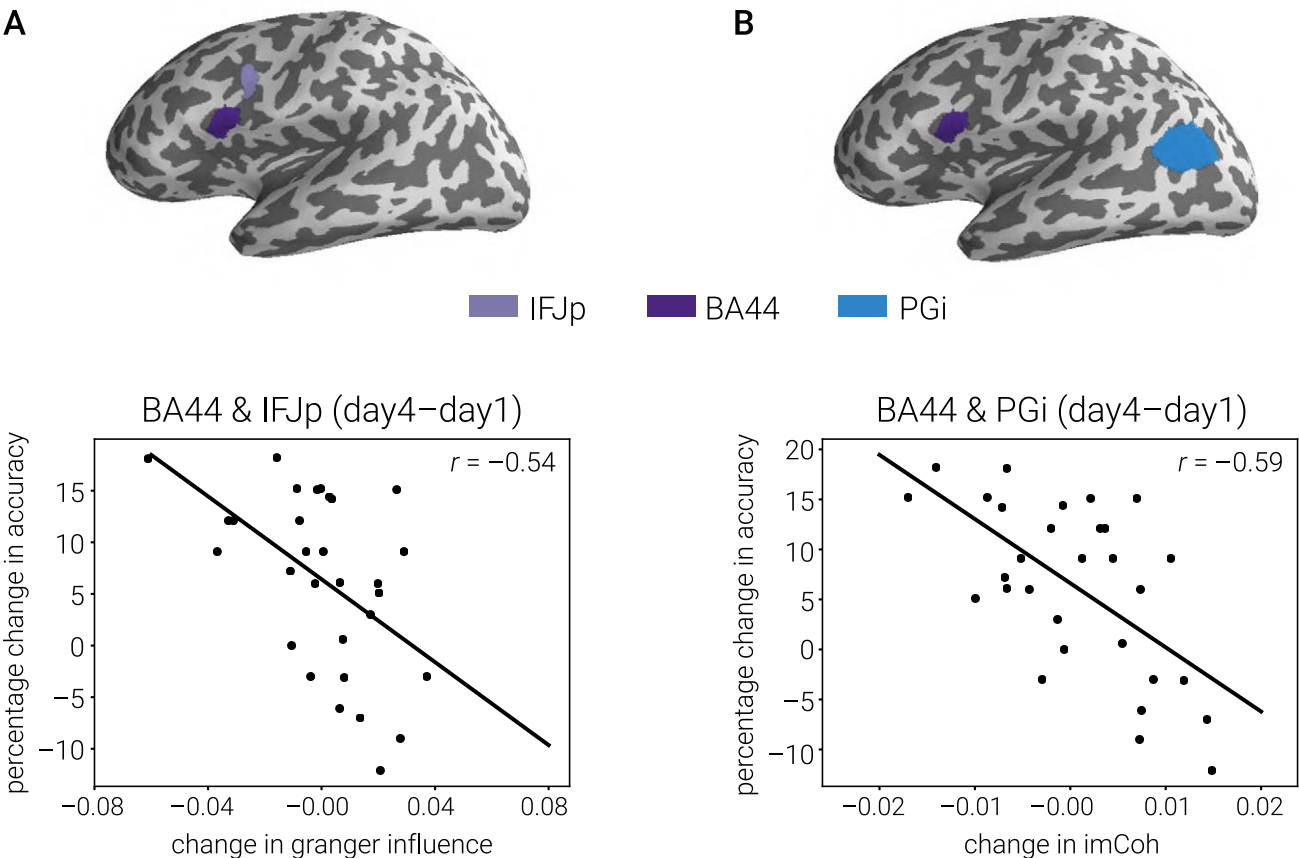 A
B
IFJp
BA44
PGi
BA44 & IFJp (day4–day1)
r = −0.54
percentage change in accuracy
15
10
5
0
−5
−10
−0.08
−0.04
−0.00
0.04
0.08
change in granger influence
BA44 & PGi (day4–day1)
r = −0.59
percentage change in accuracy
20
15
10
5
0
−5
−10
−0.02
−0.01
−0.00
0.01
0.02
change in imCoh